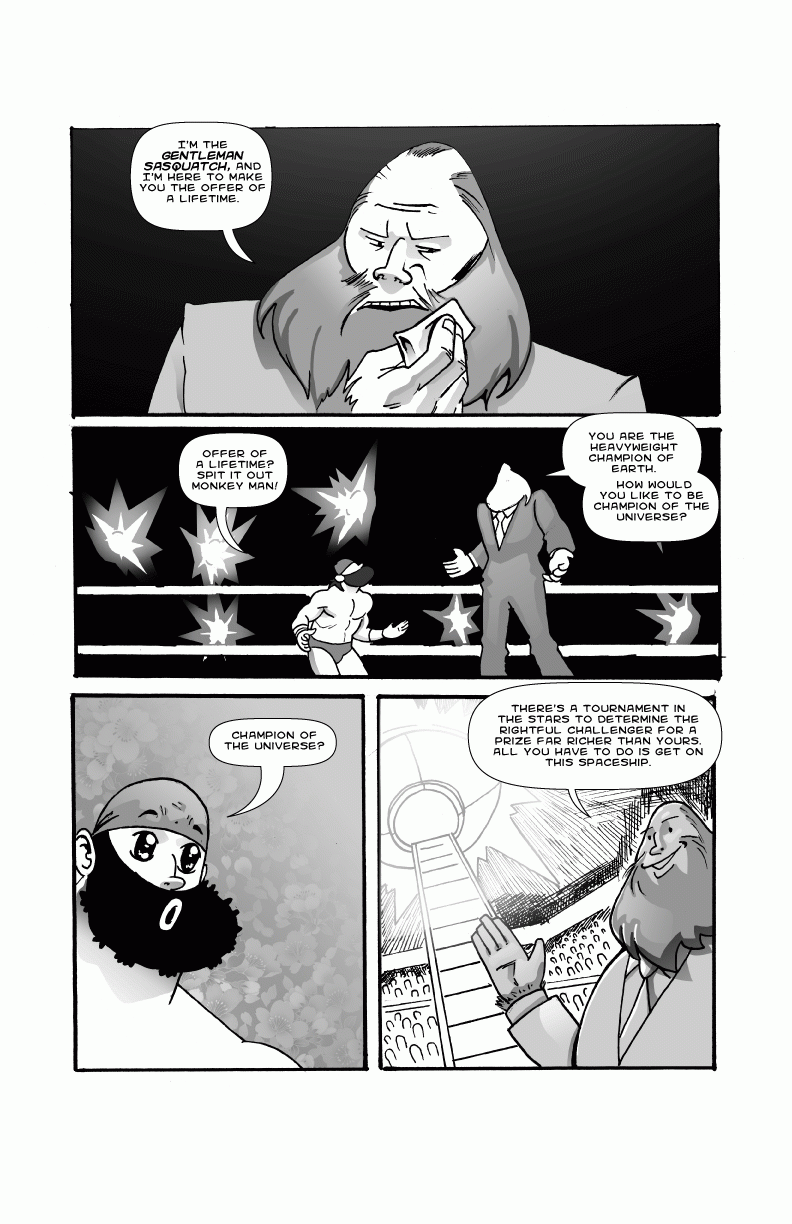 I'M THE
GENTLEMAN
SASQUATCH, AND
I'M HERE TO MAKE
YOU THE OFFER OF
A LIFETIME.
OFFER OF
A LIFETIME?
SPIT IT OUT
MONKEY MAN!
YOU ARE THE
HEAVYWEIGHT
CHAMPION OF
EARTH.
HOW WOULD
YOU LIKE TO BE
CHAMPION OF THE
UNIVERSE?
CHAMPION OF
THE UNIVERSE?
THERE'S A TOURNAMENT IN
THE STARS TO DETERMINE THE
RIGHTFUL CHALLENGER FOR A
PRIZE FAR RICHER THAN YOURS.
ALL YOU HAVE TO DO IS GET ON
THIS SPACESHIP.